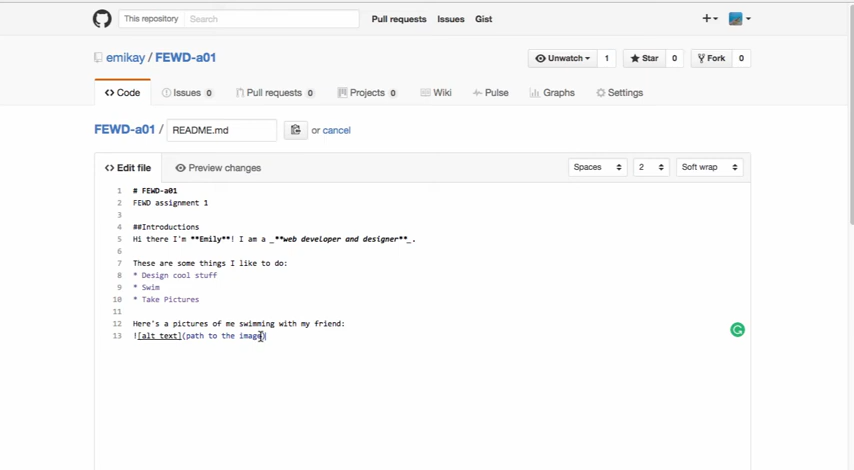 This repository Search Pull requests Issues Gist
emikay / FEWD-a01 Unwatch 1 Star 0 Fork 0
Code Issues 0 Pull requests 0 Projects 0 Wiki Pulse Graphs Settings
FEWD-a01 / README.md or cancel
Edit file Preview changes Spaces 2 Soft wrap
1 # FEWD-a01
2 FEWD assignment 1
3
4 ##Introductions
5 Hi there I'm **Emily**! I am a _**web developer and designer**_.
6
7 These are some things I like to do:
8 * Design cool stuff
9 * Swim
10 * Take Pictures
11
12 Here's a pictures of me swimming with my friend:
13 ![alt text](path to the image)